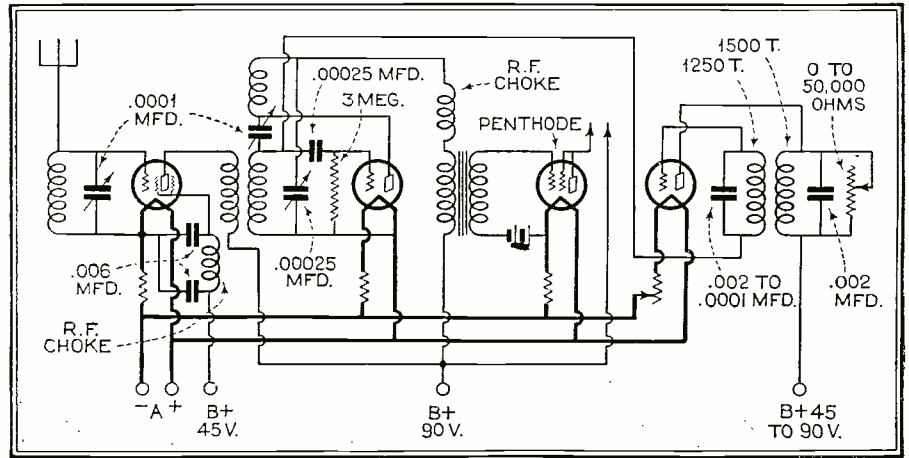 .0001
MFD.
.00025 MFD.
3 MEG.
R.F.
CHOKE
PENTHODE
1500 T.
1250 T.
0 TO
50,000
OHMS
.006
MFD.
R.F.
CHOKE
.00025
MFD.
.002 TO
.0001 MFD.
.002
MFD.
- A +
B+
45 V.
B+
90 V.
B+45
TO 90 V.